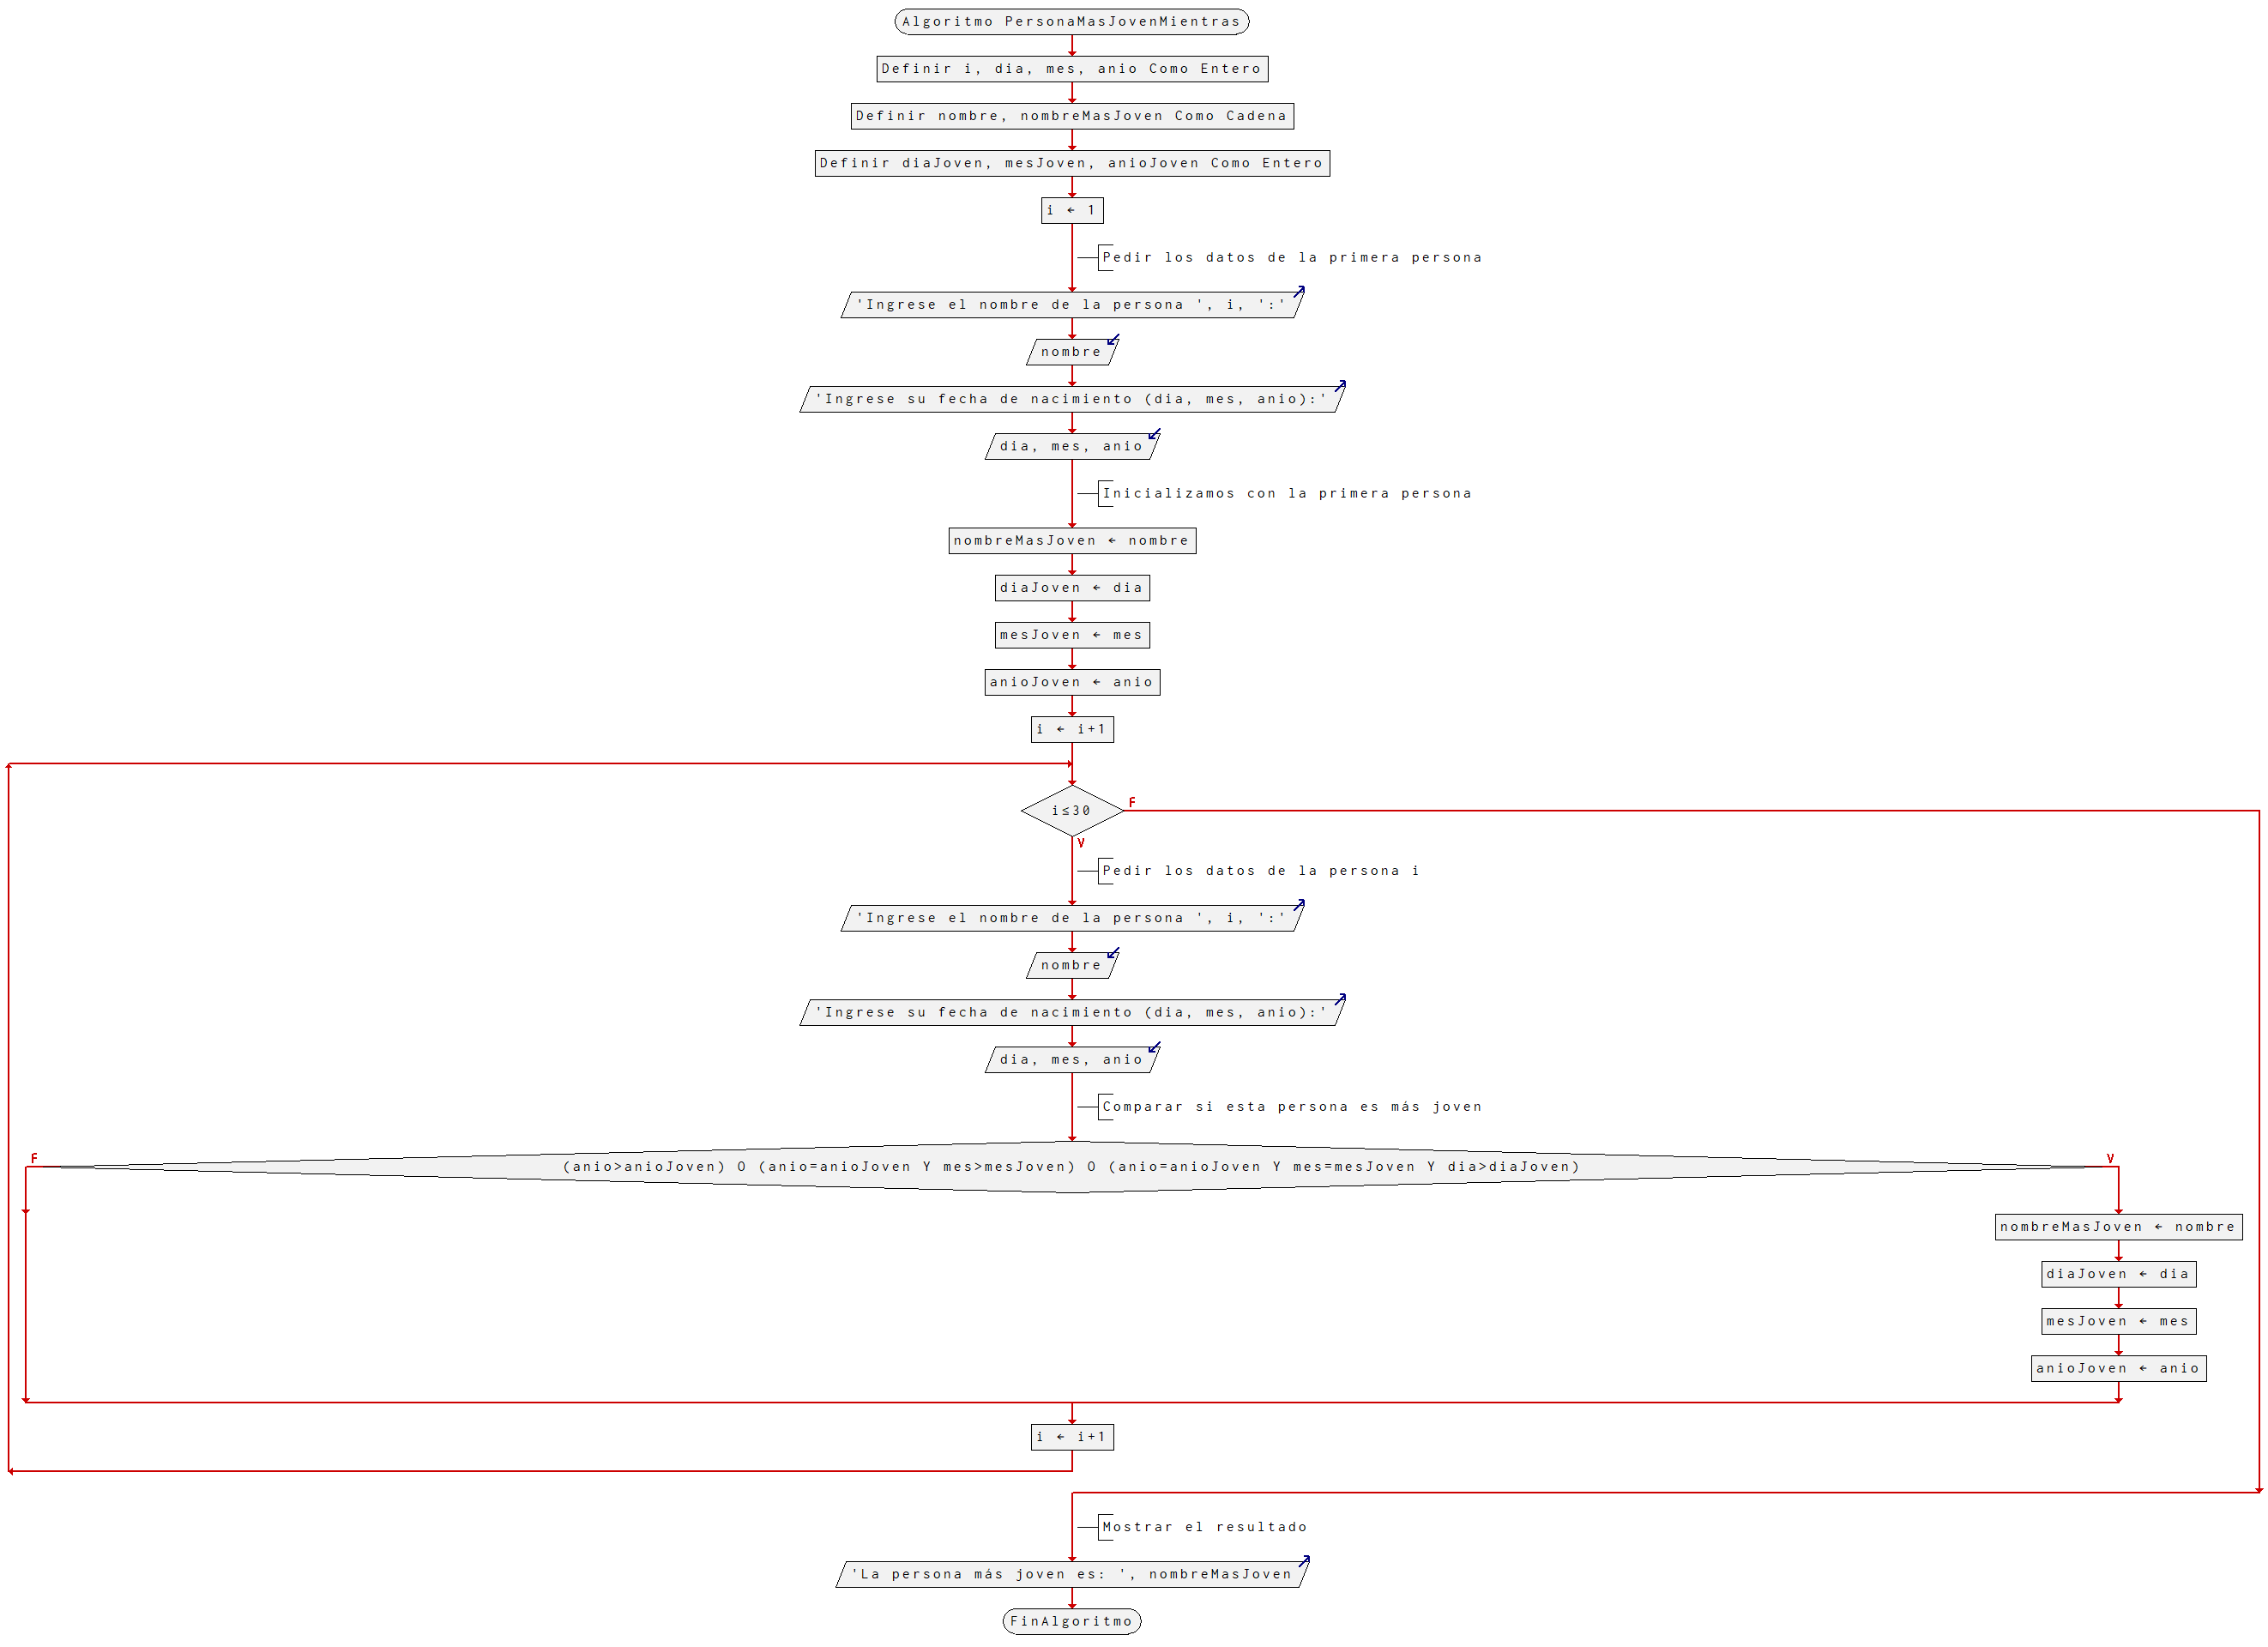 Algoritmo PersonaMasJovenMientras
Definir i, dia, mes, anio Como Entero
Definir nombre, nombreMasJoven Como Cadena
Definir diaJoven, mesJoven, anioJoven Como Entero
i ← 1
Pedir los datos de la primera persona
'Ingrese el nombre de la persona ', i, ':'
nombre
'Ingrese su fecha de nacimiento (dia, mes, anio):'
dia, mes, anio
Inicializamos con la primera persona
nombreMasJoven ← nombre
diaJoven ← dia
mesJoven ← mes
anioJoven ← anio
i ← i+1
i≤30
F
V
Pedir los datos de la persona i
'Ingrese el nombre de la persona ', i, ':'
nombre
'Ingrese su fecha de nacimiento (dia, mes, anio):'
dia, mes, anio
Comparar si esta persona es más joven
F
(anio>anioJoven) O (anio=anioJoven Y mes>mesJoven) O (anio=anioJoven Y mes=mesJoven Y dia>diaJoven)
V
nombreMasJoven ← nombre
diaJoven ← dia
mesJoven ← mes
anioJoven ← anio
i ← i+1
Mostrar el resultado
'La persona más joven es: ', nombreMasJoven
FinAlgoritmo